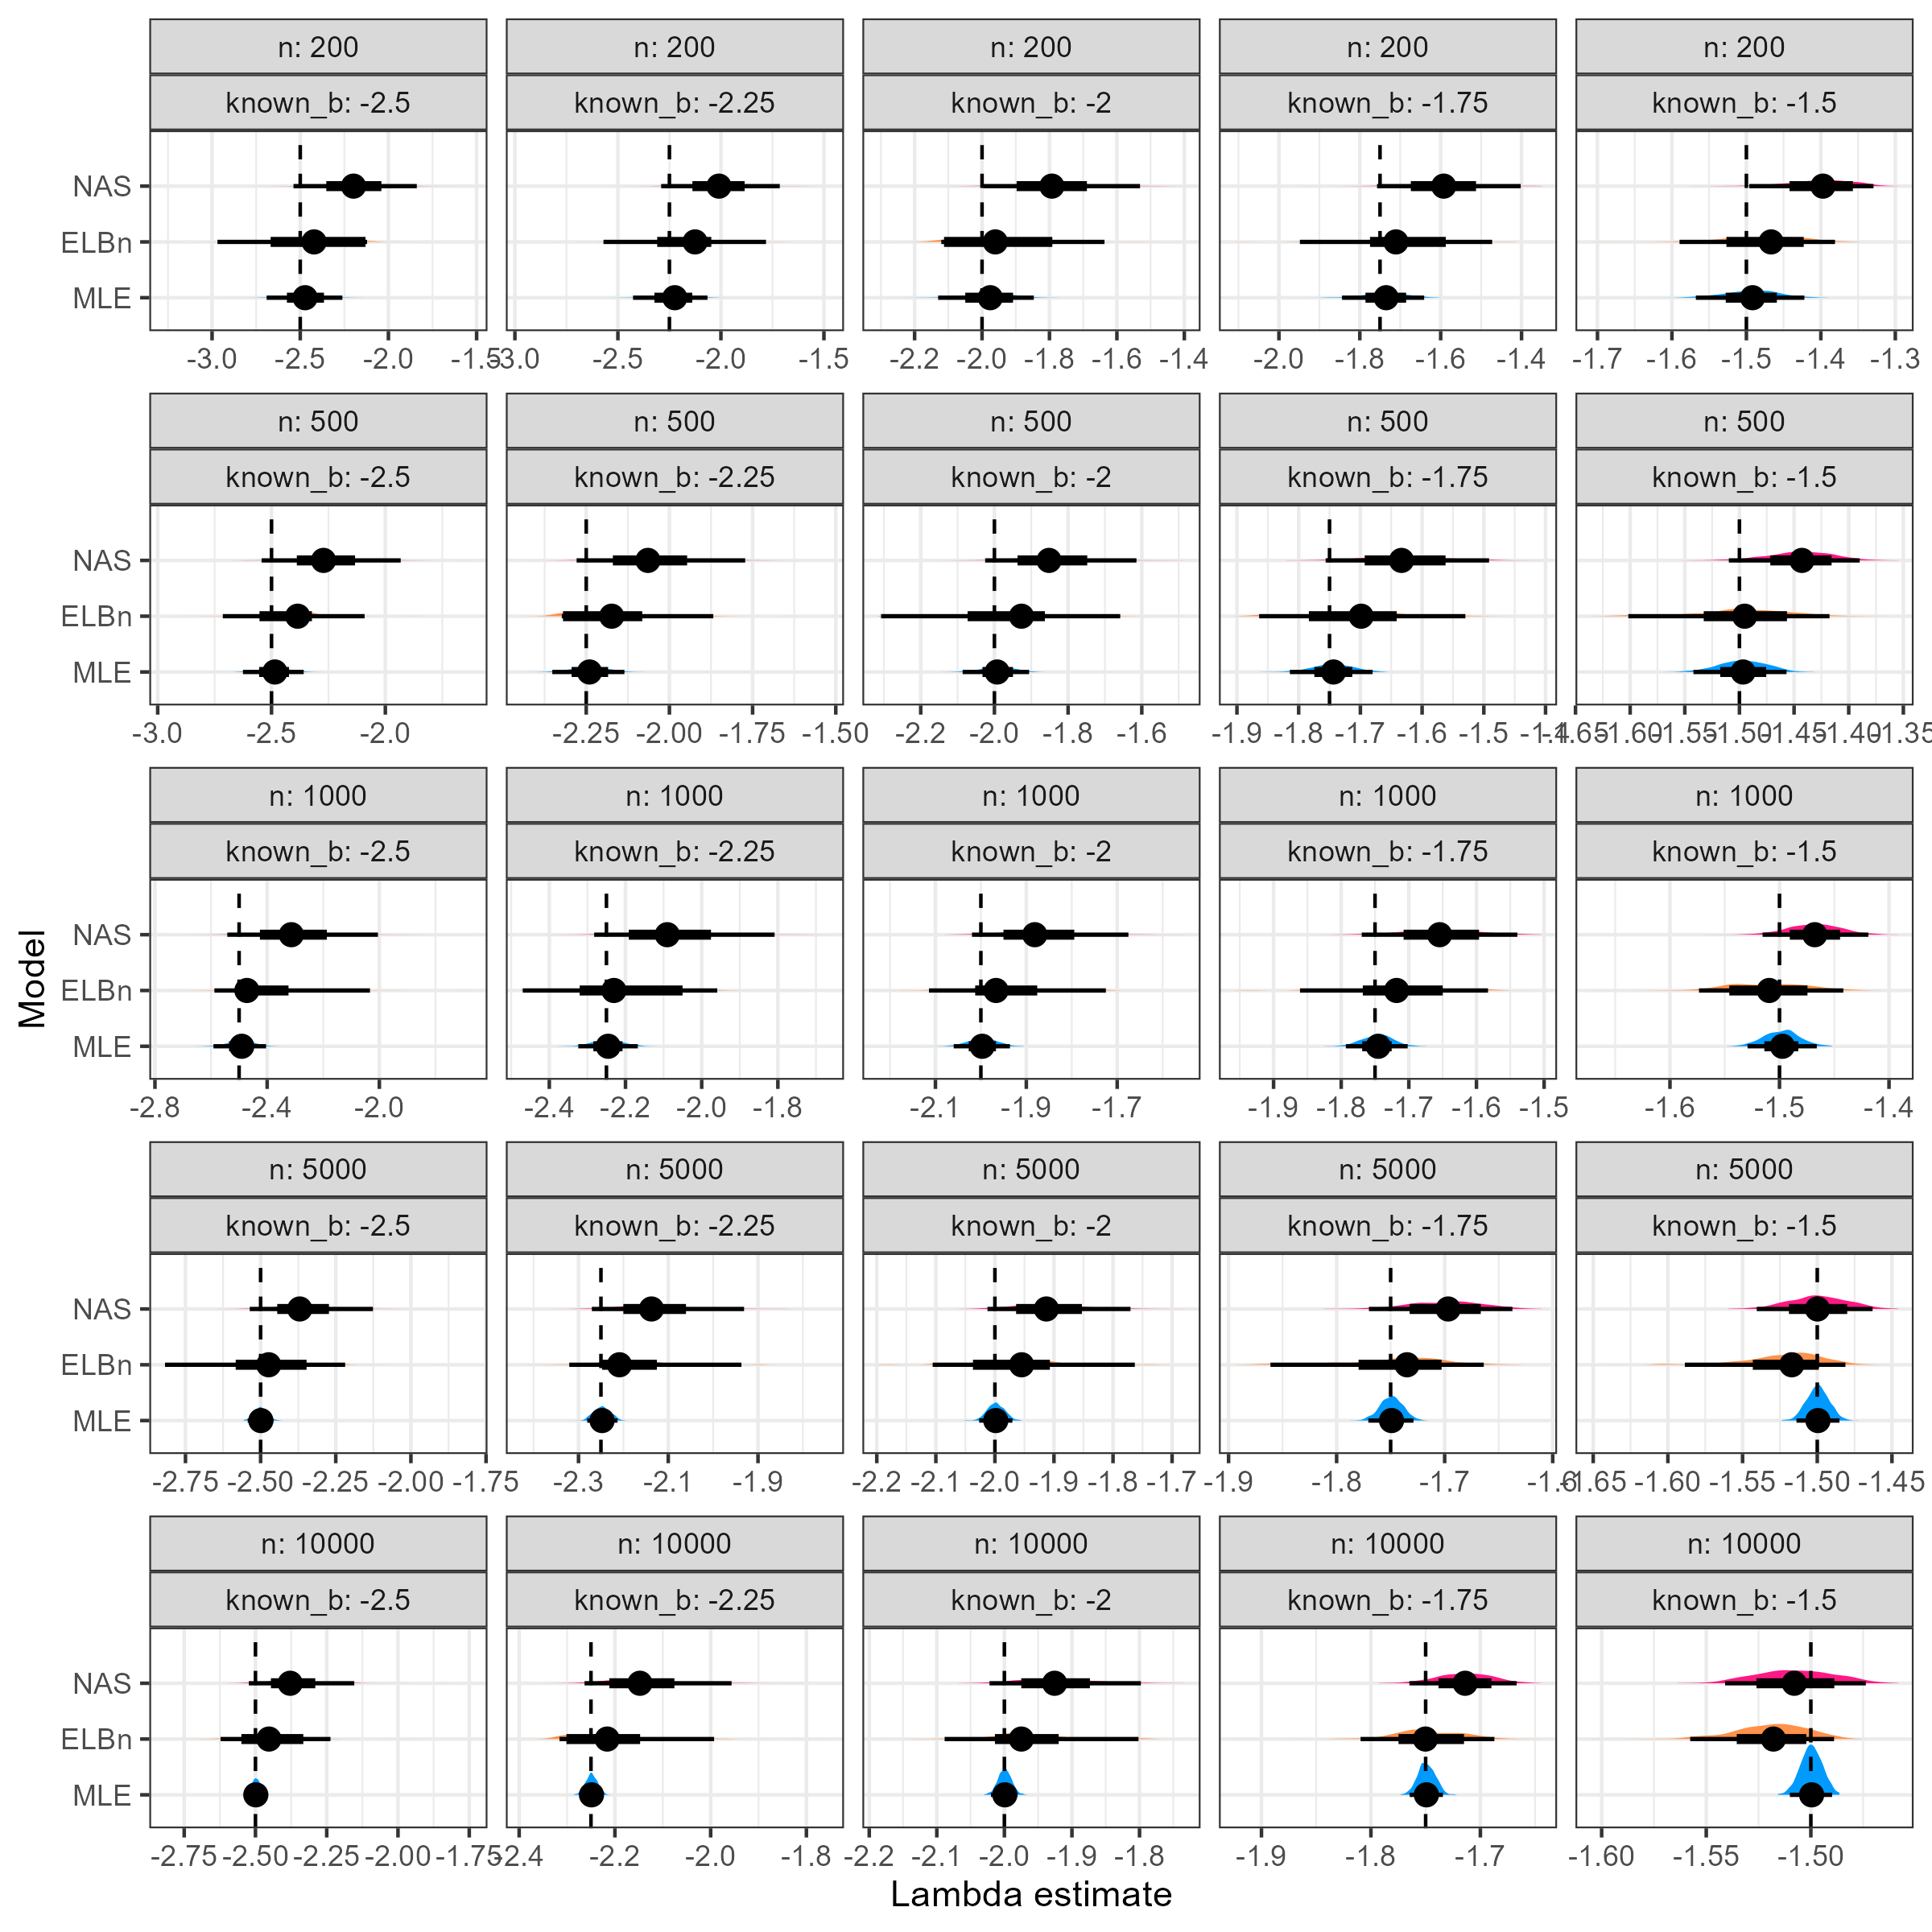 n: 200 n: 200 n: 200 n: 200 n: 200
known_b: -2.5 known_b: -2.25 known_b: -2 known_b: -1.75 known_b: -1.5
NAS
ELBn
MLE
-3.0 -2.5 -2.0 -1.5 -3.0 -2.5 -2.0 -1.5 -2.2 -2.0 -1.8 -1.6 -1.4 -2.0 -1.8 -1.6 -1.4 -1.7 -1.6 -1.5 -1.4 -1.3
n: 500 n: 500 n: 500 n: 500 n: 500
known_b: -2.5 known_b: -2.25 known_b: -2 known_b: -1.75 known_b: -1.5
NAS
ELBn
MLE
-3.0 -2.5 -2.0 -2.25 -2.00 -1.75 -1.50 -2.2 -2.0 -1.8 -1.6 -1.9 -1.8 -1.7 -1.6 -1.5 -1.4 -1.65 -1.60 -1.55 -1.50 -1.45 -1.40 -1.35
n: 1000 n: 1000 n: 1000 n: 1000 n: 1000
known_b: -2.5 known_b: -2.25 known_b: -2 known_b: -1.75 known_b: -1.5
Model
NAS
ELBn
MLE
-2.8 -2.4 -2.0 -2.4 -2.2 -2.0 -1.8 -2.1 -1.9 -1.7 -1.9 -1.8 -1.7 -1.6 -1.5 -1.6 -1.5 -1.4
n: 5000 n: 5000 n: 5000 n: 5000 n: 5000
known_b: -2.5 known_b: -2.25 known_b: -2 known_b: -1.75 known_b: -1.5
NAS
ELBn
MLE
-2.75 -2.50 -2.25 -2.00 -1.75 -2.3 -2.1 -1.9 -2.2 -2.1 -2.0 -1.9 -1.8 -1.7 -1.9 -1.8 -1.7 -1.6 -1.65 -1.60 -1.55 -1.50 -1.45
n: 10000 n: 10000 n: 10000 n: 10000 n: 10000
known_b: -2.5 known_b: -2.25 known_b: -2 known_b: -1.75 known_b: -1.5
NAS
ELBn
MLE
-2.75 -2.50 -2.25 -2.00 -1.75 -2.4 -2.2 -2.0 -1.8 -2.2 -2.1 -2.0 -1.9 -1.8 -1.9 -1.8 -1.7 -1.60 -1.55 -1.50
Lambda estimate